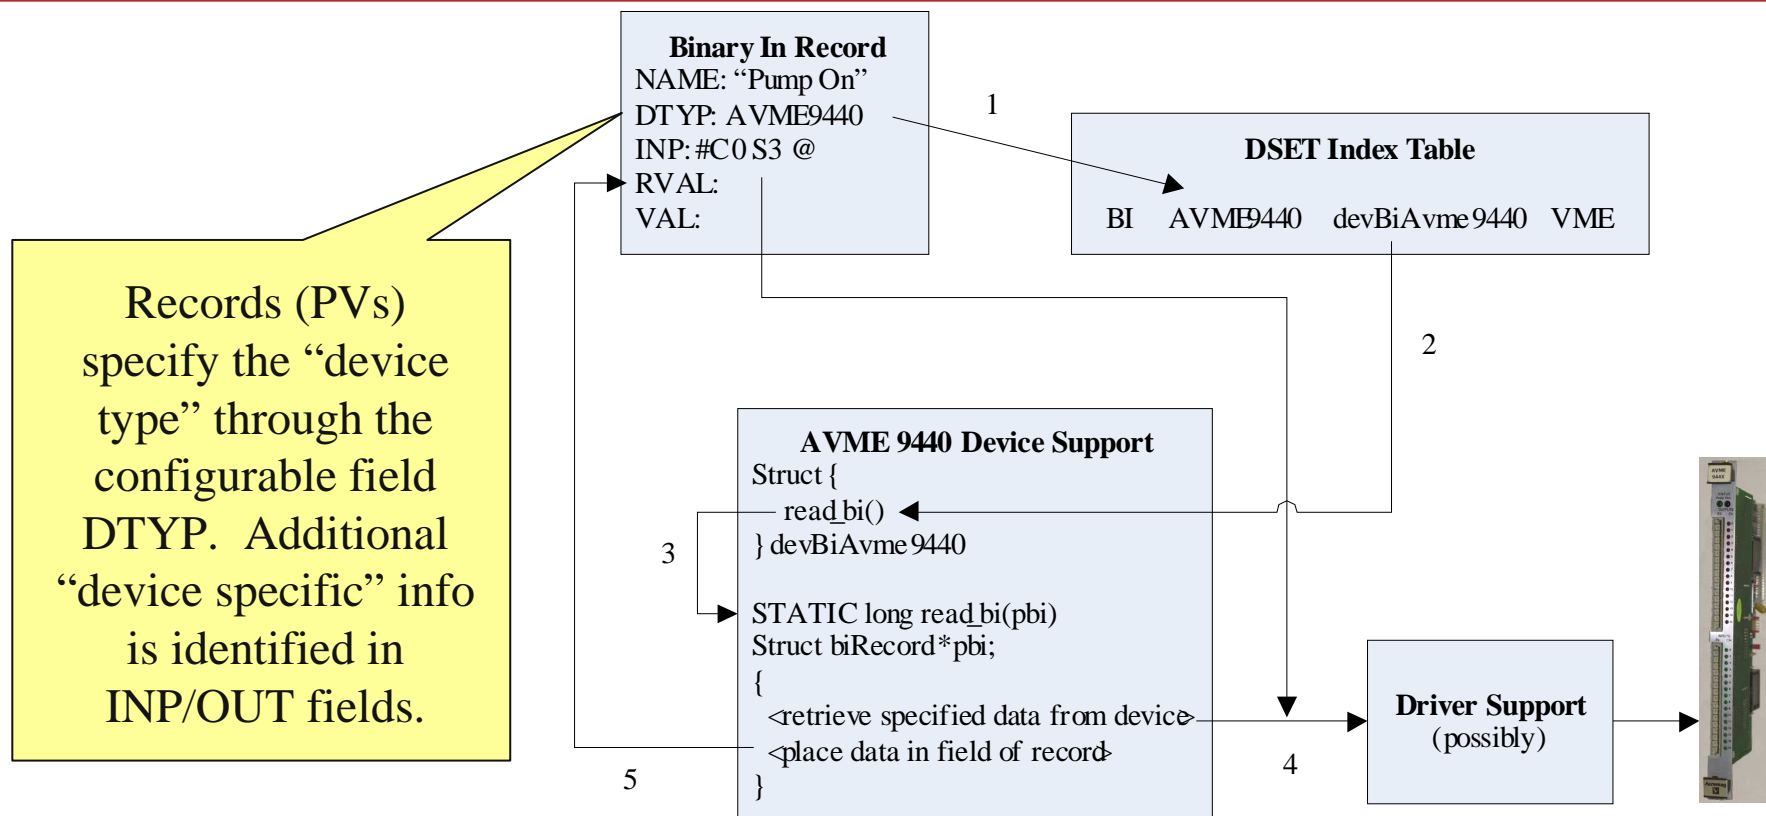 Binary In Record
NAME: “Pump On”
DTYP: AVME9440
INP: #C0 S3 @
RVAL:
VAL:
1
DSET Index Table
BI AVME9440 devBiAvme9440 VME
Records (PVs)
specify the “device
type” through the
configurable field
DTYP. Additional
“device specific” info
is identified in
INP/OUT fields.
2
AVME 9440 Device Support
Struct {
read_bi()
} devBiAvme9440
3
STATIC long read_bi(pbi)
Struct biRecord*pbi;
{
<retrieve specified data from device>
<place data in field of record>
}
4
5
Driver Support
(possibly)
AVME